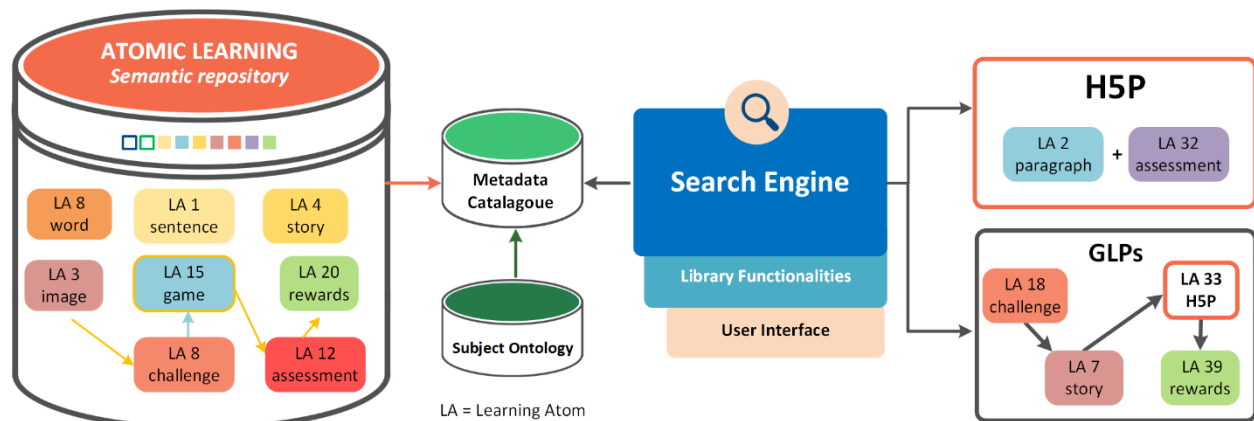 ATOMIC LEARNING
Semantic repository
LA 8
word
LA 1
sentence
LA 4
story
LA 3
image
LA 15
game
LA 20
rewards
LA 8
challenge
LA 12
assessment
Metadata
Catalagoue
Subject Ontology
LA = Learning Atom
Search Engine
Library Functionalities
User Interface
H5P
LA 2
paragraph
+
LA 32
assessment
GLPs
LA 18
challenge
LA 33
H5P
LA 7
story
LA 39
rewards